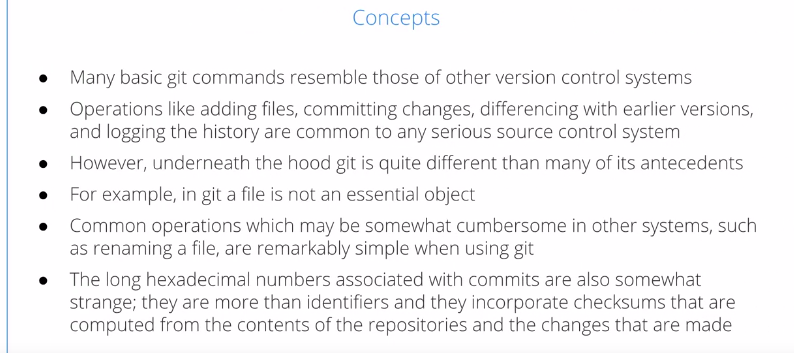 Concepts
● Many basic git commands resemble those of other version control systems
● Operations like adding files, committing changes, differencing with earlier versions,
and logging the history are common to any serious source control system
● However, underneath the hood git is quite different than many of its antecedents
● For example, in git a file is not an essential object
● Common operations which may be somewhat cumbersome in other systems, such
as renaming a file, are remarkably simple when using git
● The long hexadecimal numbers associated with commits are also somewhat
strange; they are more than identifiers and they incorporate checksums that are
computed from the contents of the repositories and the changes that are made